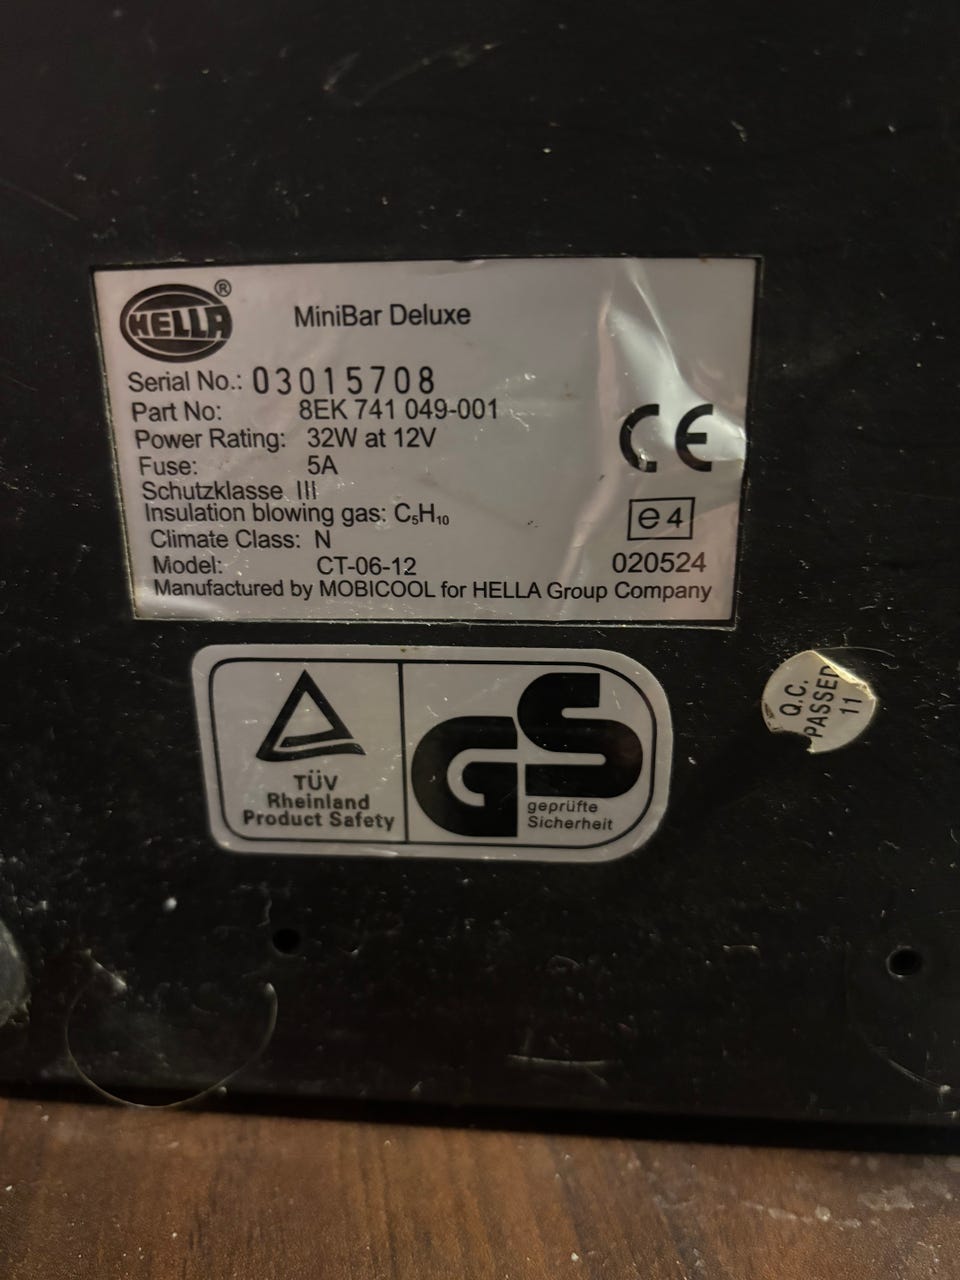 HELLA®
MiniBar Deluxe
Serial No.: 03015708
Part No: 8EK 741 049-001
Power Rating: 32W at 12V
Fuse: 5A
Schutzklasse III
Insulation blowing gas: C₅H₁₀
Climate Class: N
Model: CT-06-12
Manufactured by MOBICOOL for HELLA Group Company
CE
e4
020524
TÜV
Rheinland
Product Safety
GS
geprüfte
Sicherheit
Q.C.
PASSED
11